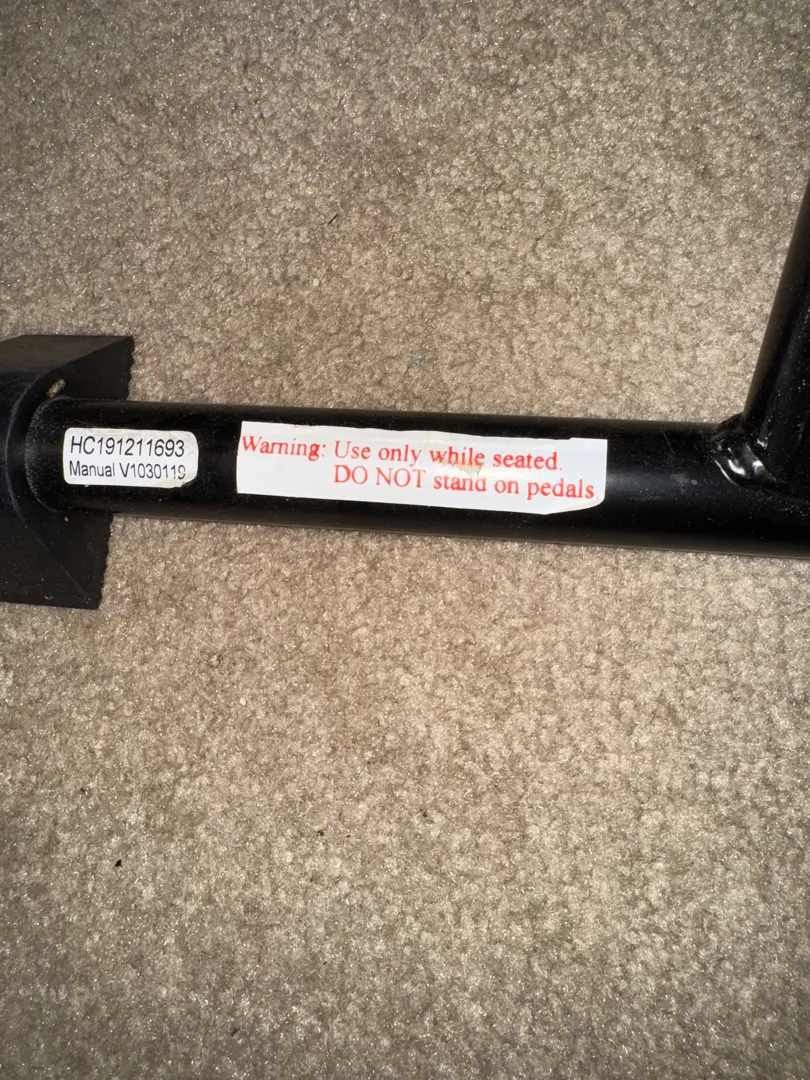 HC191211693
Manual V1030119
Warning: Use only while seated.
DO NOT stand on pedals